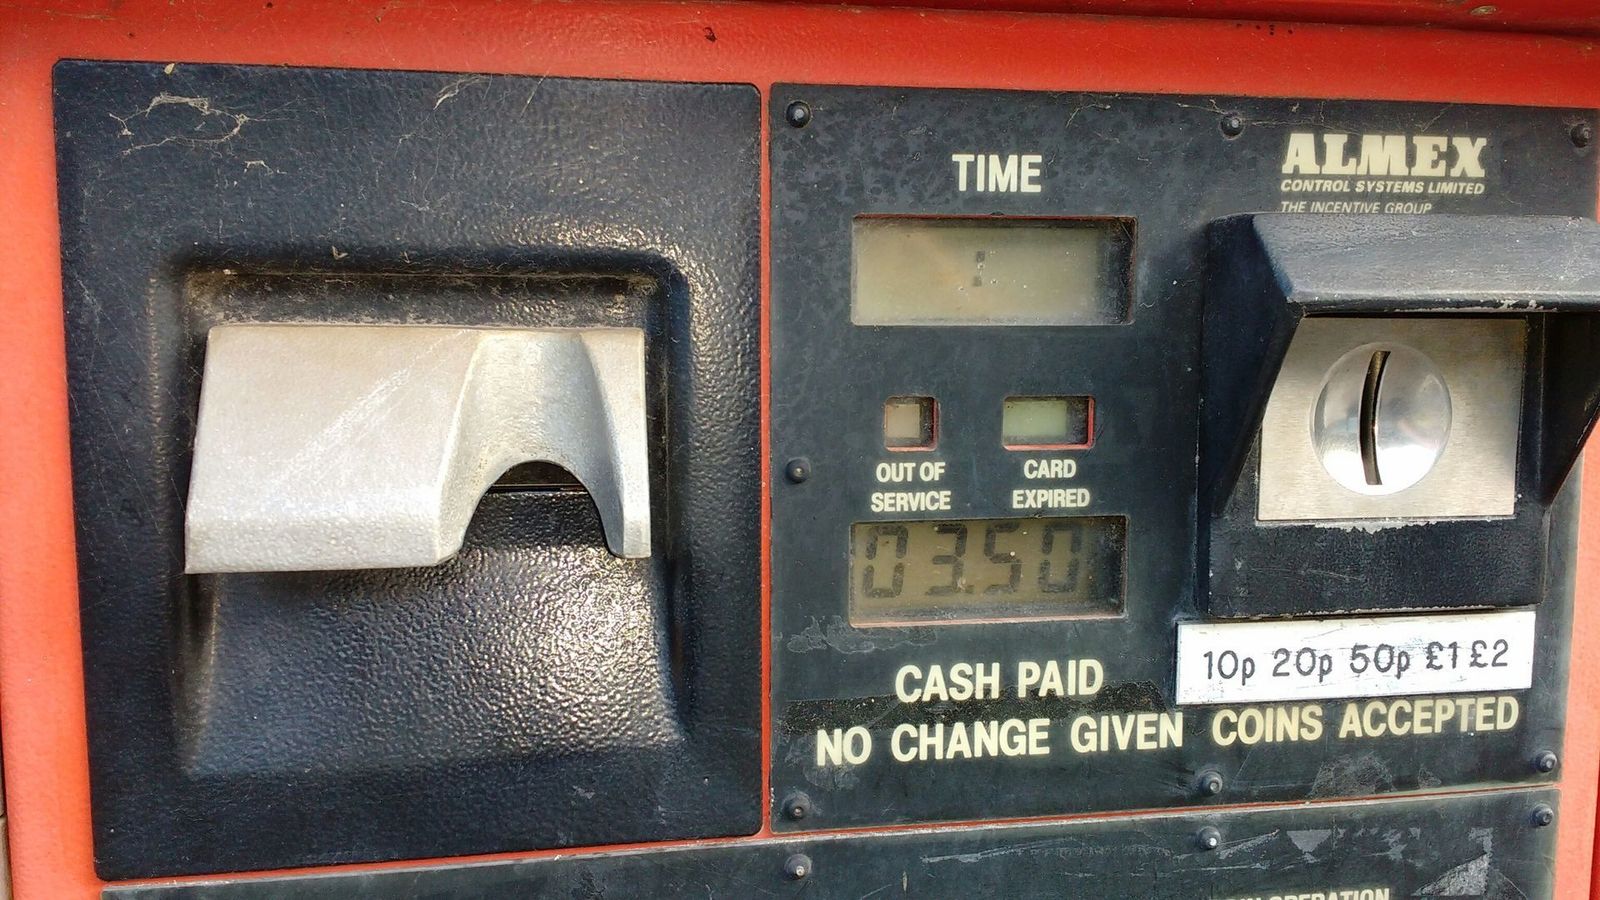 TIME
ALMEX
CONTROL SYSTEMS LIMITED
THE INCENTIVE GROUP
:
OUT OF
SERVICE
CARD
EXPIRED
03.50
10p 20p 50p £1 £2
CASH PAID
NO CHANGE GIVEN
COINS ACCEPTED
OPERATION